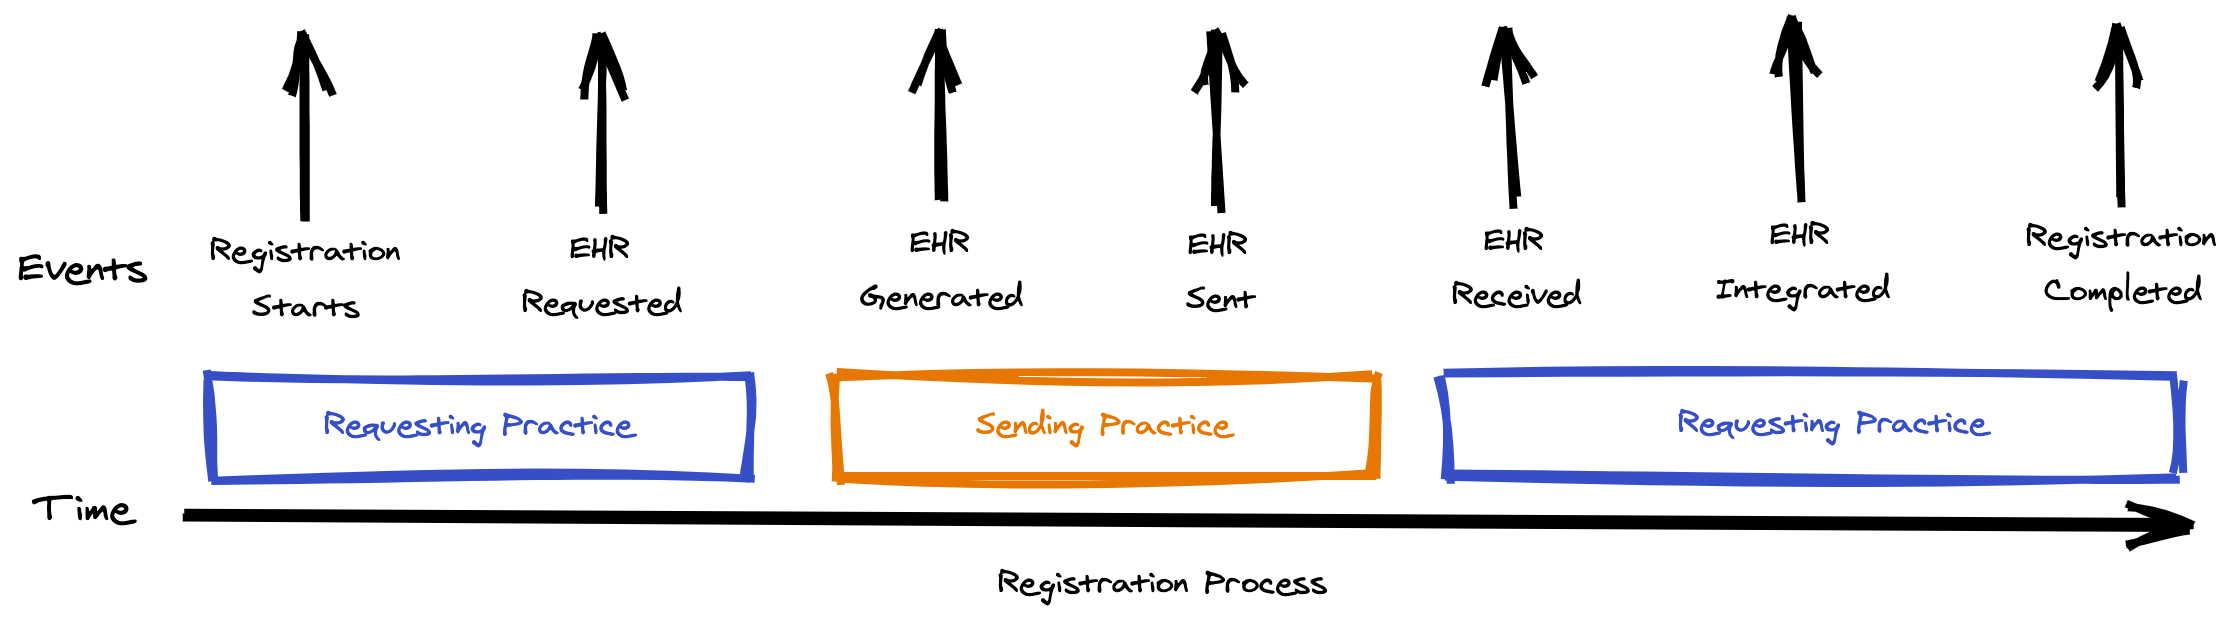 Events
Registration
Starts
EHR
Requested
EHR
Generated
EHR
Sent
EHR
Received
EHR
Integrated
Registration
Completed
Requesting Practice
Sending Practice
Requesting Practice
Time
Registration Process